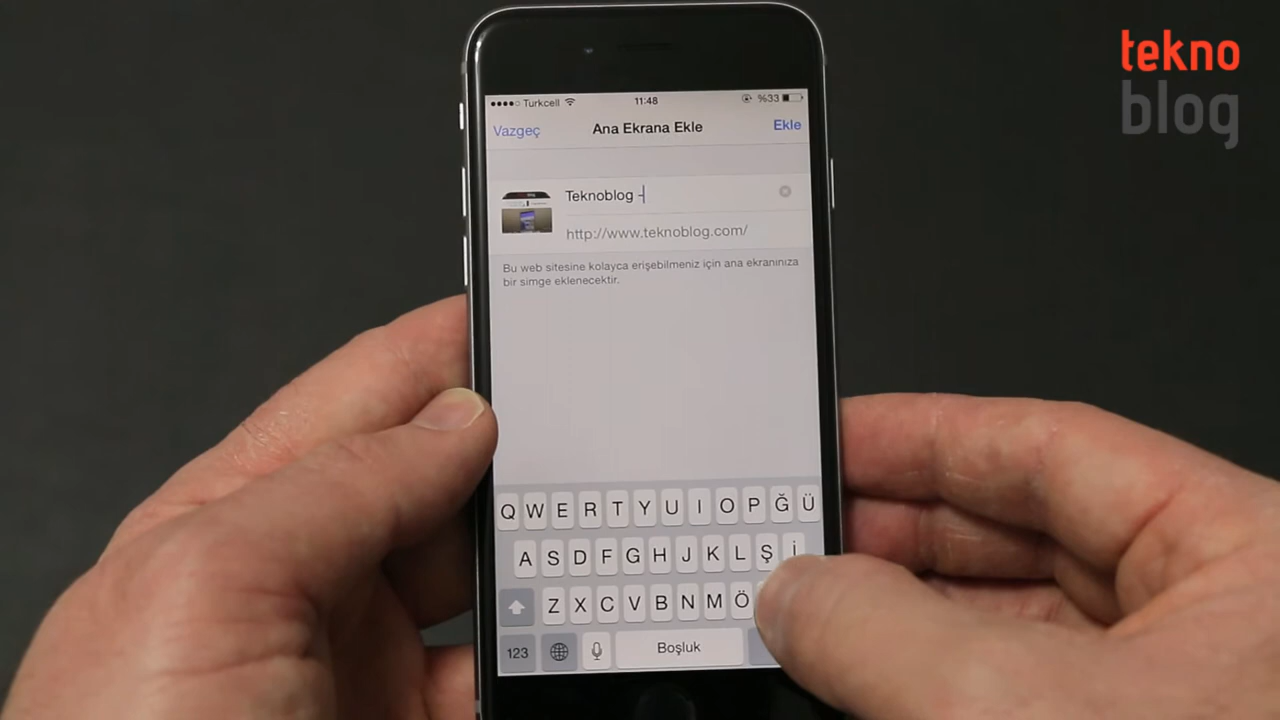 tekno
blog
Turkcell 11:48 %33
Vazgeç Ana Ekrana Ekle Ekle
Teknoblog -
http://www.teknoblog.com/
Bu web sitesine kolayca erişebilmeniz için ana ekranınıza
bir simge eklenecektir.
Q W E R T Y U I O P Ğ Ü
A S D F G H J K L Ş İ
Z X C V B N M Ö
123 Boşluk